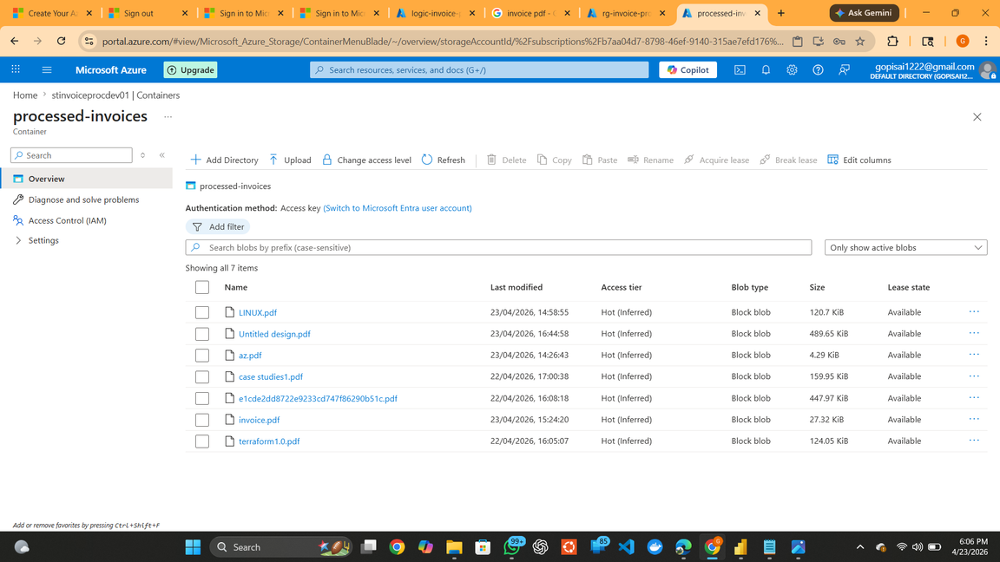 Create Your A
Sign out
Sign in to Mic
Sign in to Mic
logic-invoice-p
invoice pdf - G
rg-invoice-pro
processed-inv
Ask Gemini
portal.azure.com/#view/Microsoft_Azure_Storage/ContainerMenuBlade/~/overview/storageAccountId/%2Fsubscriptions%2Fb7aa04d7-8798-46ef-9140-315ae7efd176%...
G
Microsoft Azure
Upgrade
Search resources, services, and docs (G+/)
Copilot
gopisai1222@gmail.com
DEFAULT DIRECTORY (GOPISAI12...
Home > stinvoiceprocdev01 | Containers
processed-invoices ...
Container
Search
Overview
Diagnose and solve problems
Access Control (IAM)
Settings
Add Directory Upload Change access level Refresh Delete Copy Paste Rename Acquire lease Break lease Edit columns
processed-invoices
Authentication method: Access key (Switch to Microsoft Entra user account)
Add filter
Search blobs by prefix (case-sensitive)
Only show active blobs
Showing all 7 items
Name Last modified Access tier Blob type Size Lease state
LINUX.pdf 23/04/2026, 14:58:55 Hot (Inferred) Block blob 120.7 KiB Available ...
Untitled design.pdf 23/04/2026, 16:44:58 Hot (Inferred) Block blob 489.65 KiB Available ...
az.pdf 23/04/2026, 14:26:43 Hot (Inferred) Block blob 4.29 KiB Available ...
case studies1.pdf 22/04/2026, 17:00:38 Hot (Inferred) Block blob 159.95 KiB Available ...
e1cde2dd8722e9233cd747f86290b51c.pdf 22/04/2026, 16:08:18 Hot (Inferred) Block blob 447.97 KiB Available ...
invoice.pdf 23/04/2026, 15:24:20 Hot (Inferred) Block blob 27.32 KiB Available ...
terraform1.0.pdf 22/04/2026, 16:05:07 Hot (Inferred) Block blob 124.05 KiB Available ...
Add or remove favorites by pressing Ctrl+Shift+F
Search
99+
85
G
6:06 PM
4/23/2026